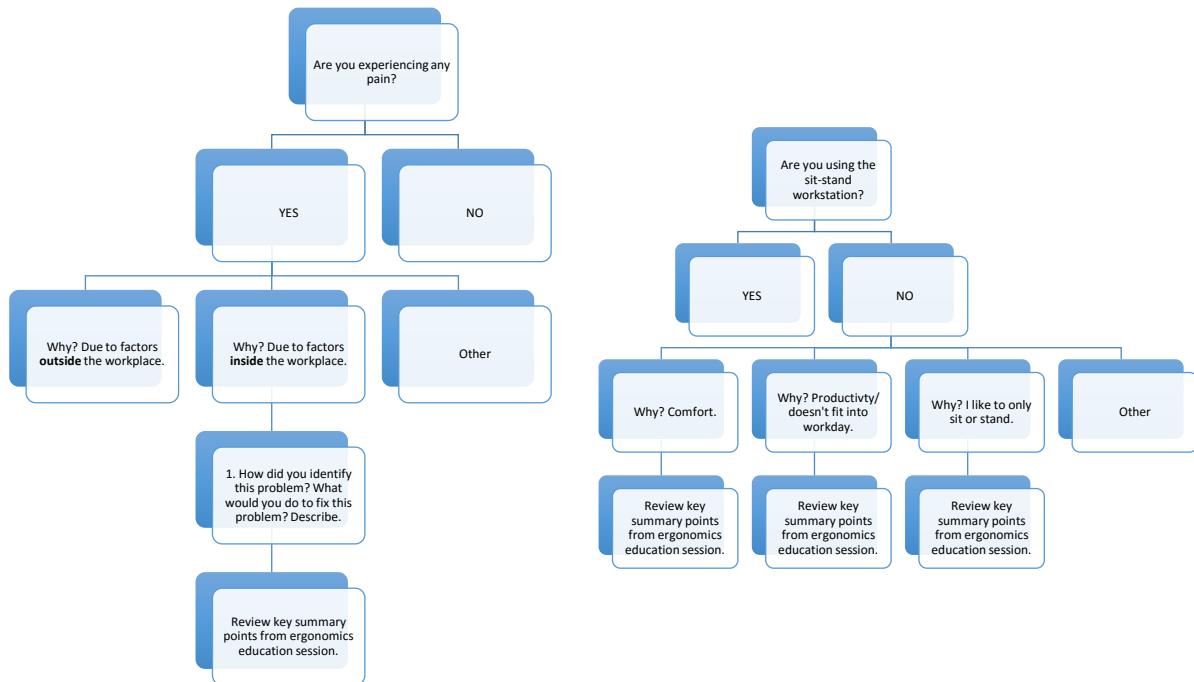 Are you experiencing any
pain?
YES
NO
Why? Due to factors
outside the workplace.
Why? Due to factors
inside the workplace.
Other
1. How did you identify
this problem? What
would you do to fix this
problem? Describe.
Review key summary
points from ergonomics
education session.
Are you using the
sit-stand
workstation?
YES
NO
Why? Comfort.
Why? Productivty/
doesn't fit into
workday.
Why? I like to only
sit or stand.
Other
Review key
summary points
from ergonomics
education session.
Review key
summary points
from ergonomics
education session.
Review key
summary points
from ergonomics
education session.